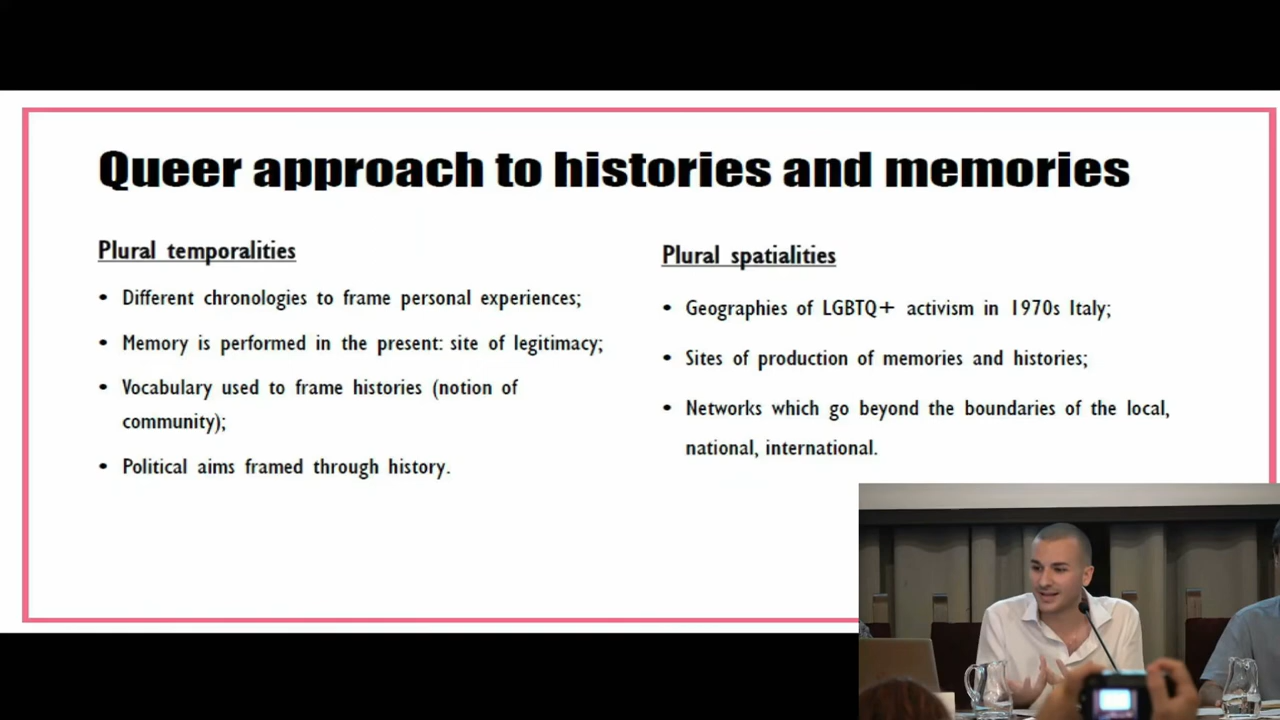 Queer approach to histories and memories
Plural temporalities
• Different chronologies to frame personal experiences;
• Memory is performed in the present: site of legitimacy;
• Vocabulary used to frame histories (notion of
community);
• Political aims framed through history.
Plural spatialities
• Geographies of LGBTQ+ activism in 1970s Italy;
• Sites of production of memories and histories;
• Networks which go beyond the boundaries of the local,
national, international.